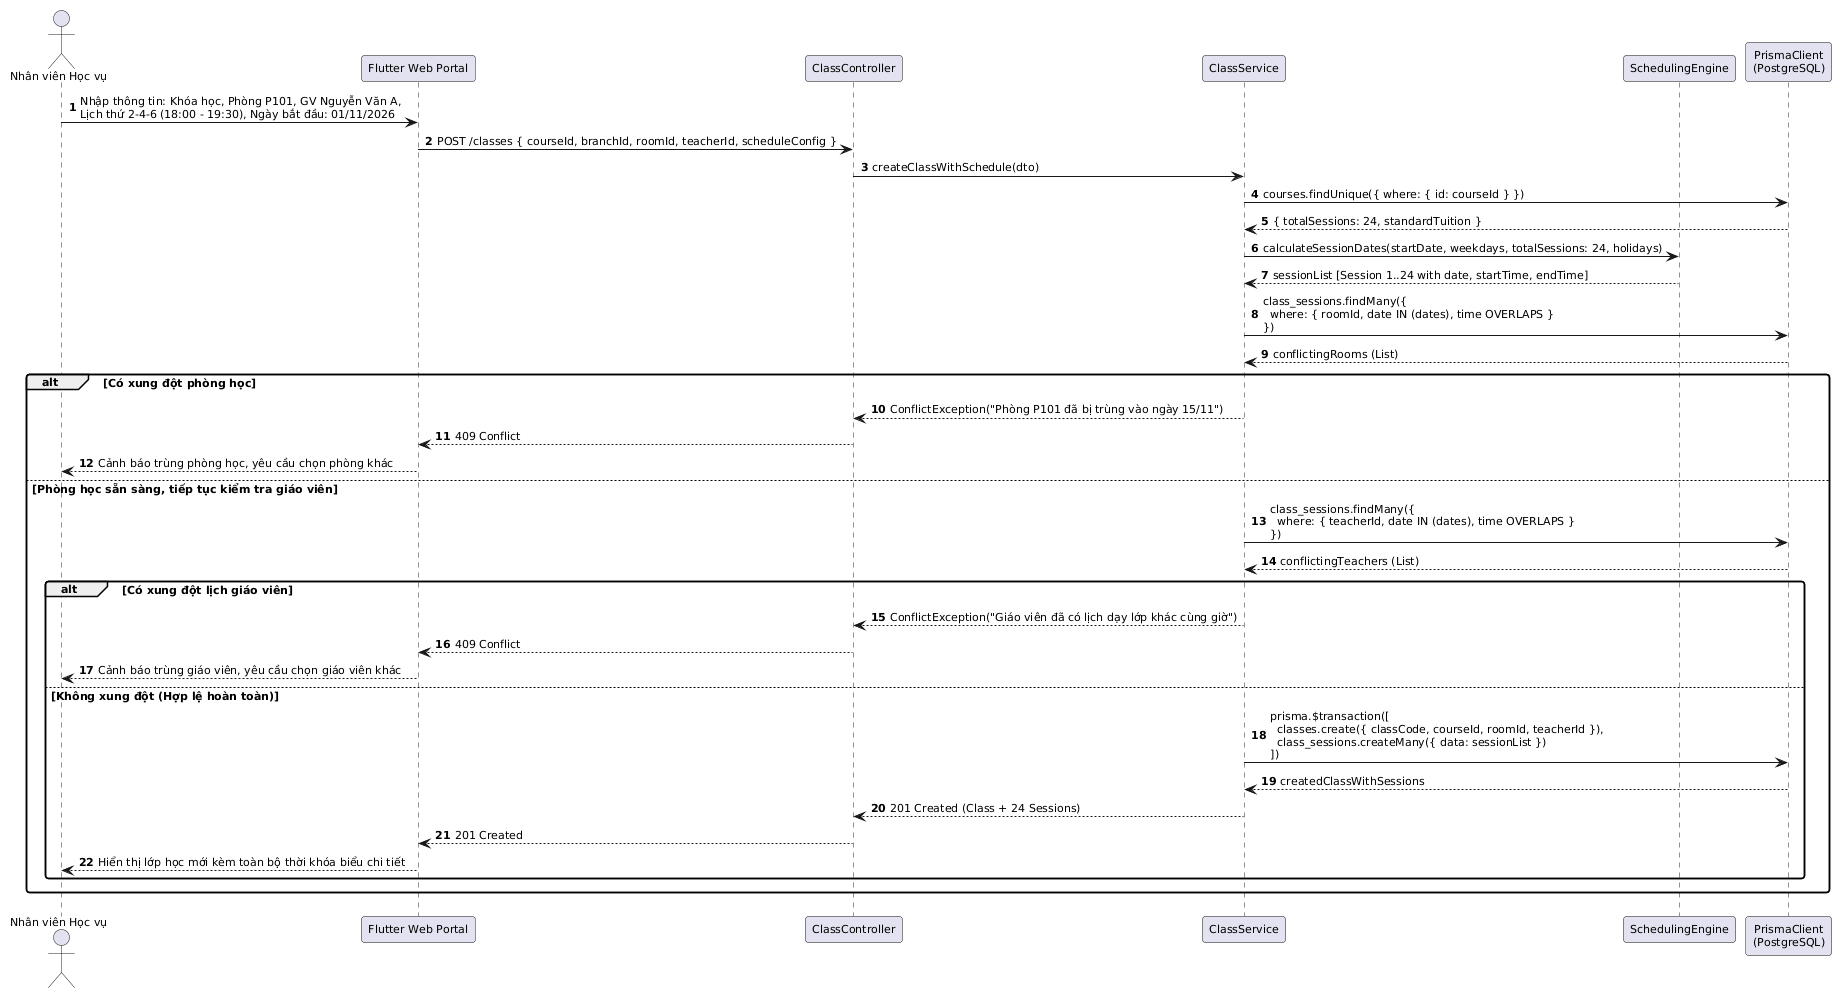 Nhân viên Học vụ
Flutter Web Portal
ClassController
ClassService
SchedulingEngine
PrismaClient
(PostgreSQL)
1 Nhập thông tin: Khóa học, Phòng P101, GV Nguyễn Văn A,
Lịch thứ 2-4-6 (18:00 - 19:30), Ngày bắt đầu: 01/11/2026
2 POST /classes { courseId, branchId, roomId, teacherId, scheduleConfig }
3 createClassWithSchedule(dto)
4 courses.findUnique({ where: { id: courseId } })
5 { totalSessions: 24, standardTuition }
6 calculateSessionDates(startDate, weekdays, totalSessions: 24, holidays)
7 sessionList [Session 1..24 with date, startTime, endTime]
8 class_sessions.findMany({
where: { roomId, date IN (dates), time OVERLAPS }
})
9 conflictingRooms (List)
alt [Có xung đột phòng học]
10 ConflictException("Phòng P101 đã bị trùng vào ngày 15/11")
11 409 Conflict
12 Cảnh báo trùng phòng học, yêu cầu chọn phòng khác
[Phòng học sẵn sàng, tiếp tục kiểm tra giáo viên]
13 class_sessions.findMany({
where: { teacherId, date IN (dates), time OVERLAPS }
})
14 conflictingTeachers (List)
alt [Có xung đột lịch giáo viên]
15 ConflictException("Giáo viên đã có lịch dạy lớp khác cùng giờ")
16 409 Conflict
17 Cảnh báo trùng giáo viên, yêu cầu chọn giáo viên khác
[Không xung đột (Hợp lệ hoàn toàn)]
18 prisma.$transaction([
classes.create({ classCode, courseId, roomId, teacherId }),
class_sessions.createMany({ data: sessionList })
])
19 createdClassWithSessions
20 201 Created (Class + 24 Sessions)
21 201 Created
22 Hiển thị lớp học mới kèm toàn bộ thời khóa biểu chi tiết
Nhân viên Học vụ
Flutter Web Portal
ClassController
ClassService
SchedulingEngine
PrismaClient
(PostgreSQL)